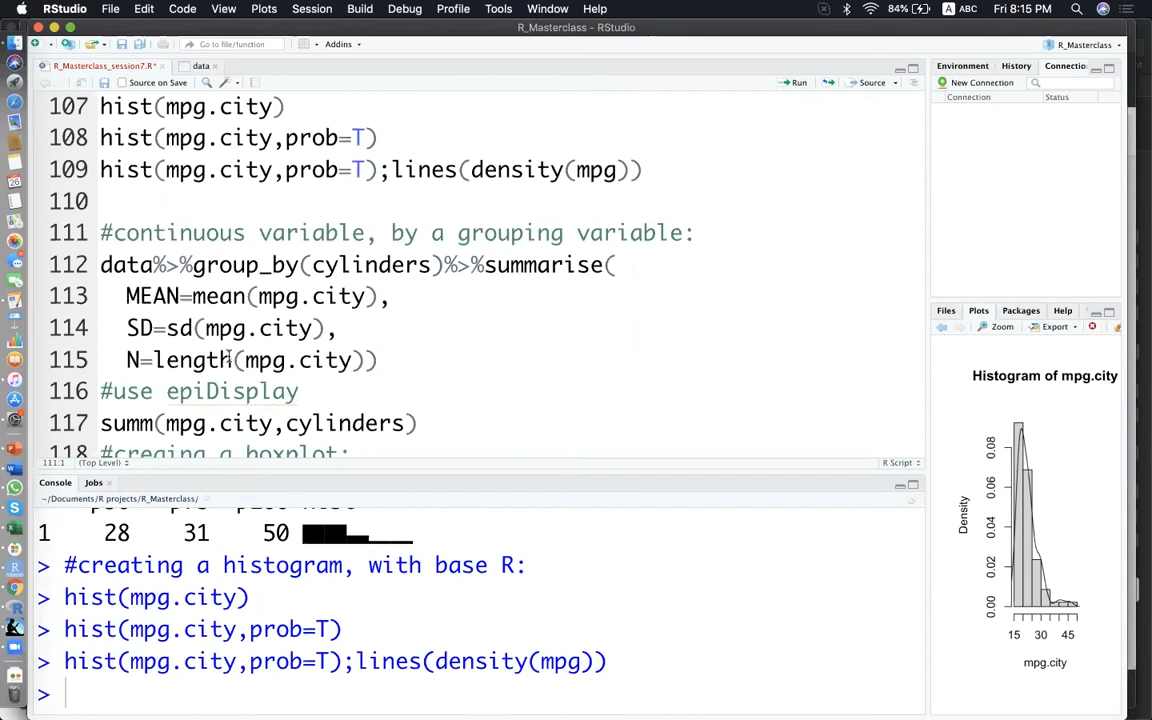 RStudio File Edit Code View Plots Session Build Debug Profile Tools Window Help 84% A ABC Fri 8:15 PM
R_Masterclass - RStudio
Go to file/function Addins R_Masterclass
R_Masterclass_session7.R* data
Source on Save Run Source
107 hist(mpg.city)
108 hist(mpg.city,prob=T)
109 hist(mpg.city,prob=T);lines(density(mpg))
110
111 #continuous variable, by a grouping variable:
112 data%>%group_by(cylinders)%>%summarise(
113 MEAN=mean(mpg.city),
114 SD=sd(mpg.city),
115 N=length(mpg.city))
116 #use epiDisplay
117 summ(mpg.city,cylinders)
118 #creaing a boxplot:
111:1 (Top Level) R Script
Console Jobs
~/Documents/R projects/R_Masterclass/
1 28 31 50
> #creating a histogram, with base R:
> hist(mpg.city)
> hist(mpg.city,prob=T)
> hist(mpg.city,prob=T);lines(density(mpg))
>
Environment History Connectio
New Connection
Connection Status
Files Plots Packages Help
Zoom Export
Histogram of mpg.city
Density
0.00 0.02 0.04 0.06 0.08
15 30 45
mpg.city